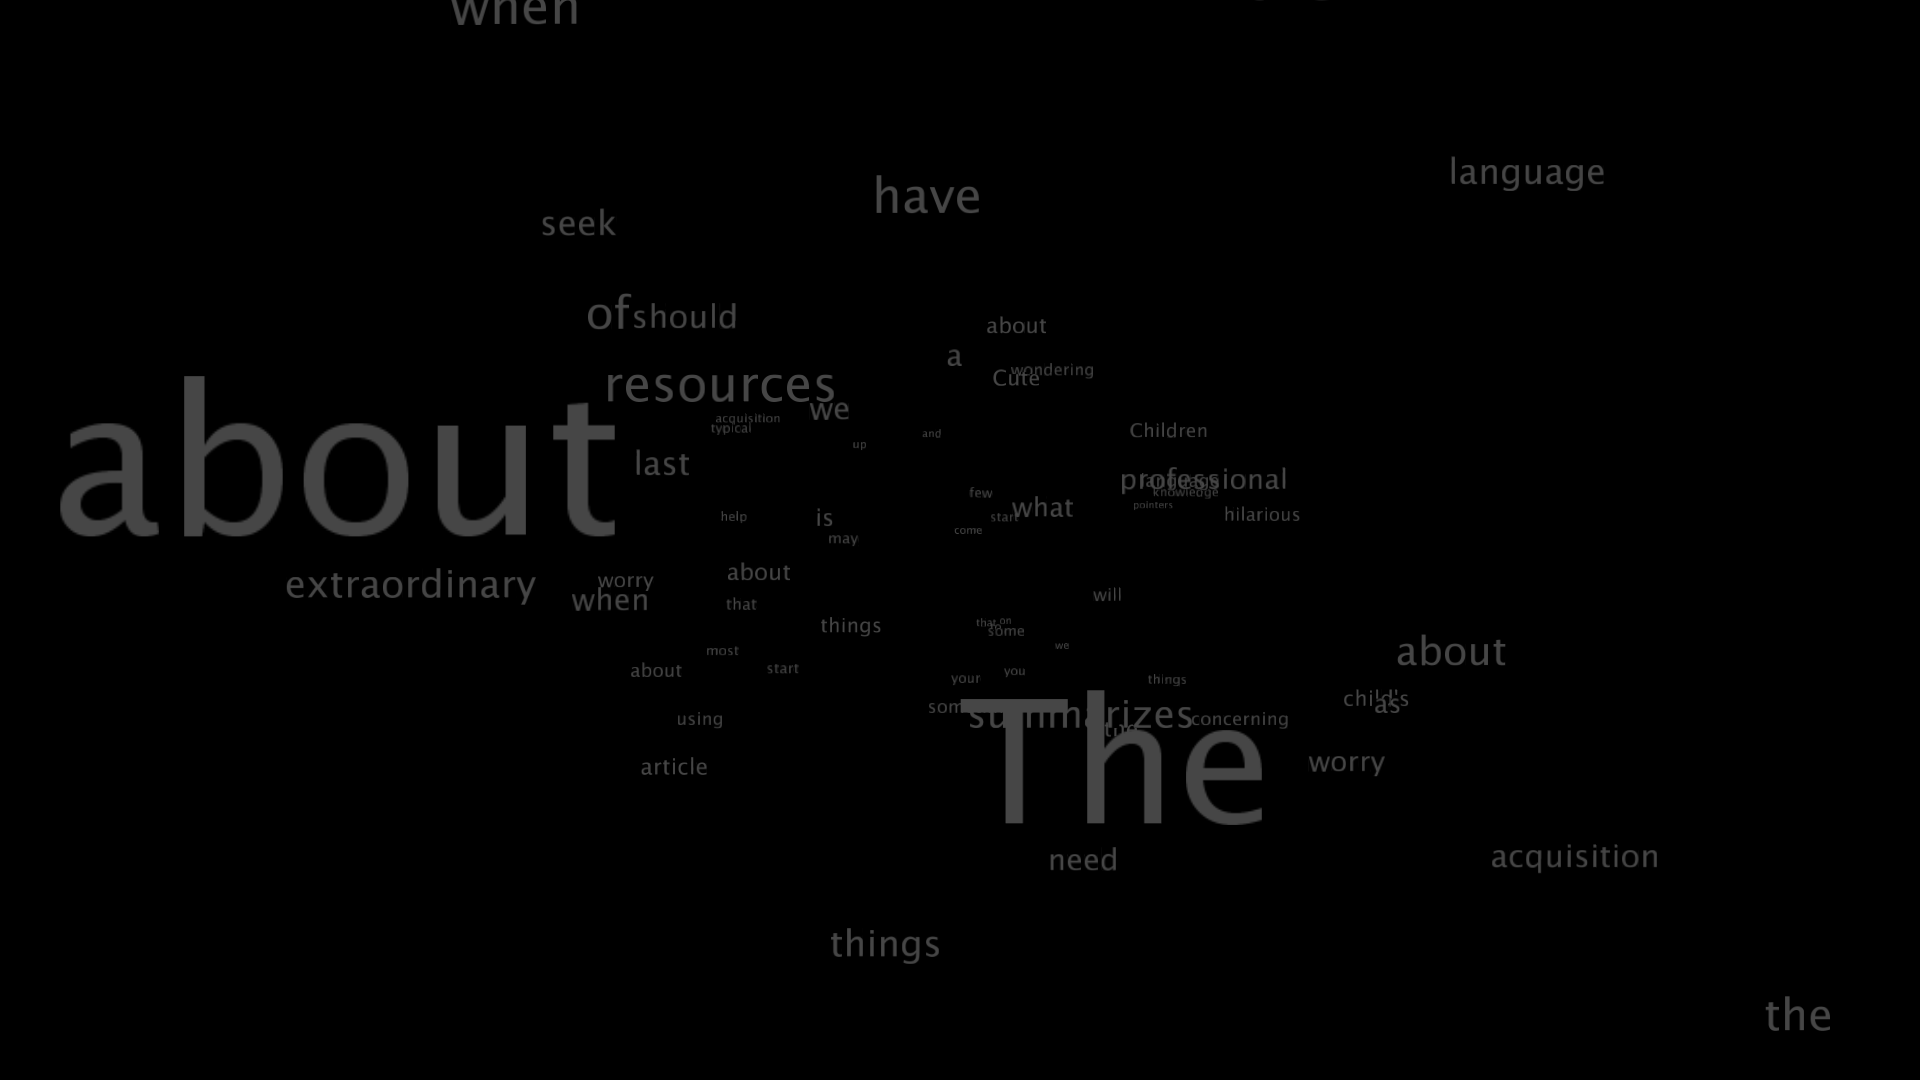 when
language
have
seek
of should
about
a
wondering
Cute
resources
we
acquisition
typical
and
Children
up
last
professional
language
knowledge
few
pointers
what
start
help
is
hilarious
come
may
about
extraordinary
worry
about
when
that
will
things
that on
to
some
we
most
about
start
you
your
things
about
child's
as
using
summarizes
concerning
The
article
worry
need
acquisition
things
the